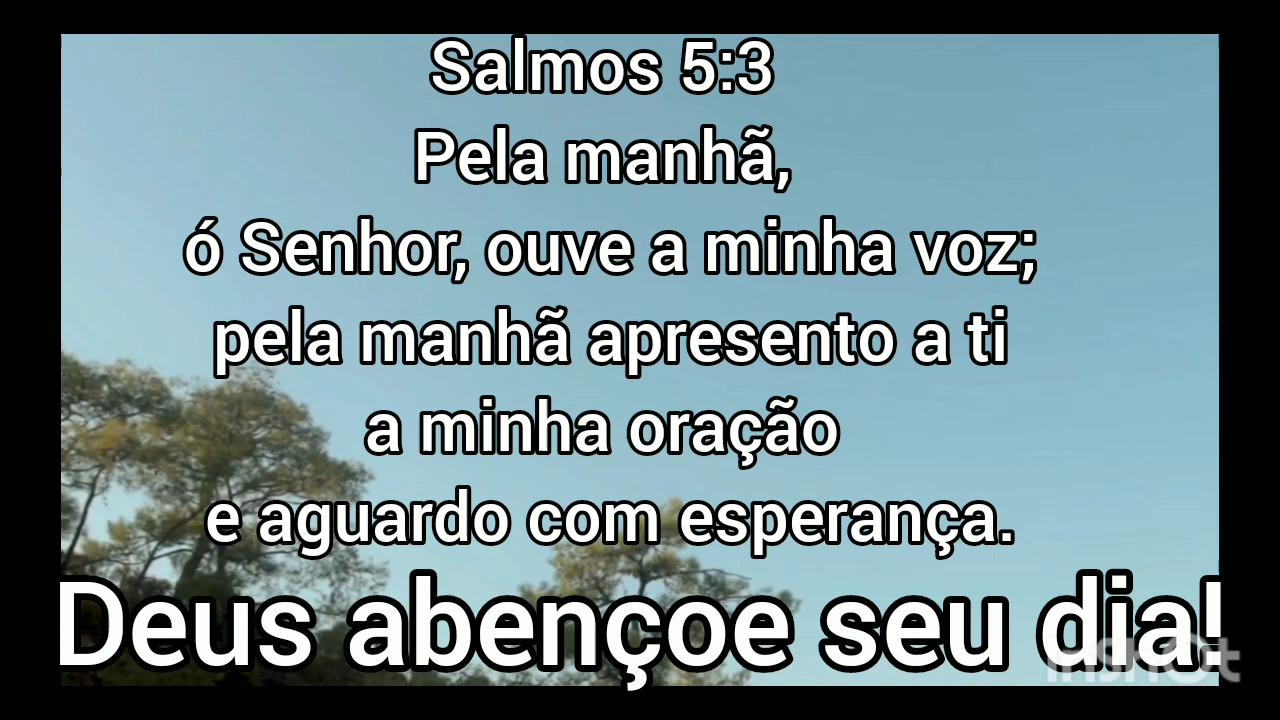 Salmos 5:3
Pela manhã,
ó Senhor, ouve a minha voz;
pela manhã apresento a ti
a minha oração
e aguardo com esperança.
Deus abençoe seu dia!
InShOt